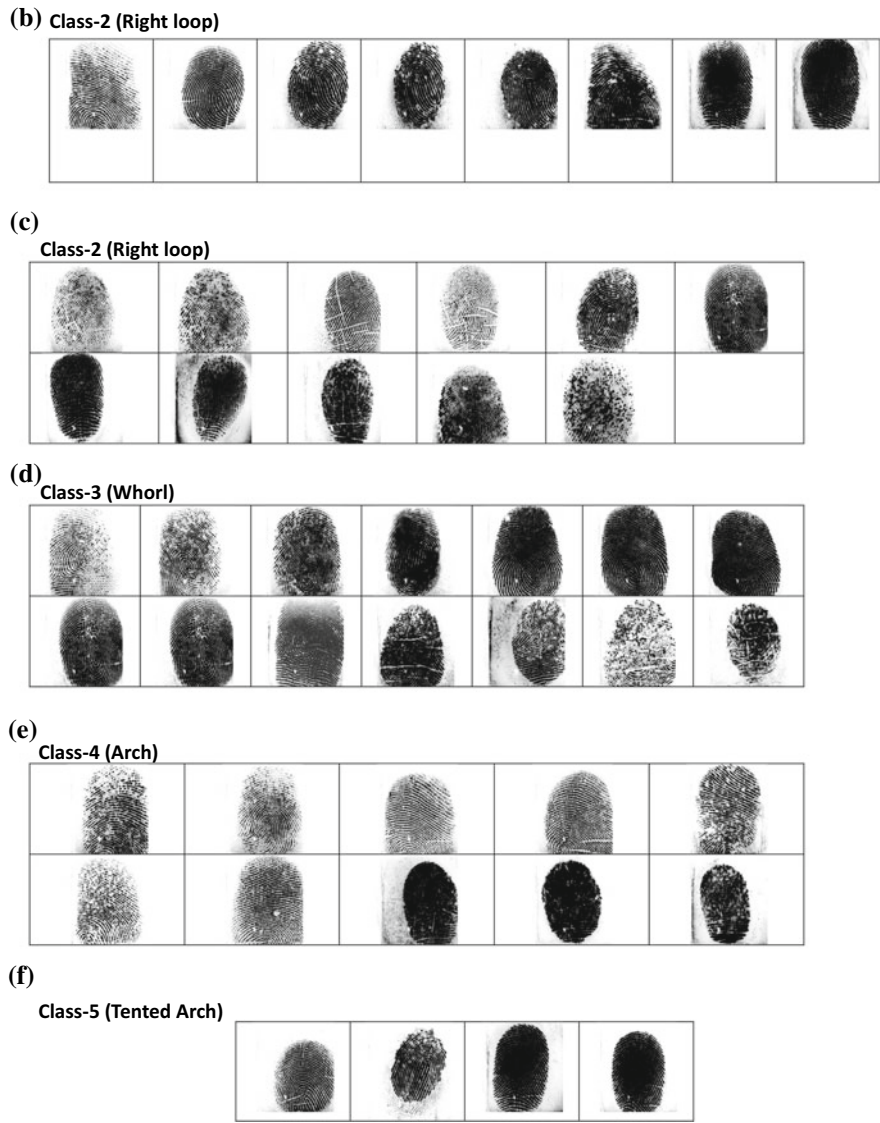 (b) Class-2 (Right loop)
(c)
Class-2 (Right loop)
(d)
Class-3 (Whorl)
(e)
Class-4 (Arch)
(f)
Class-5 (Tented Arch)